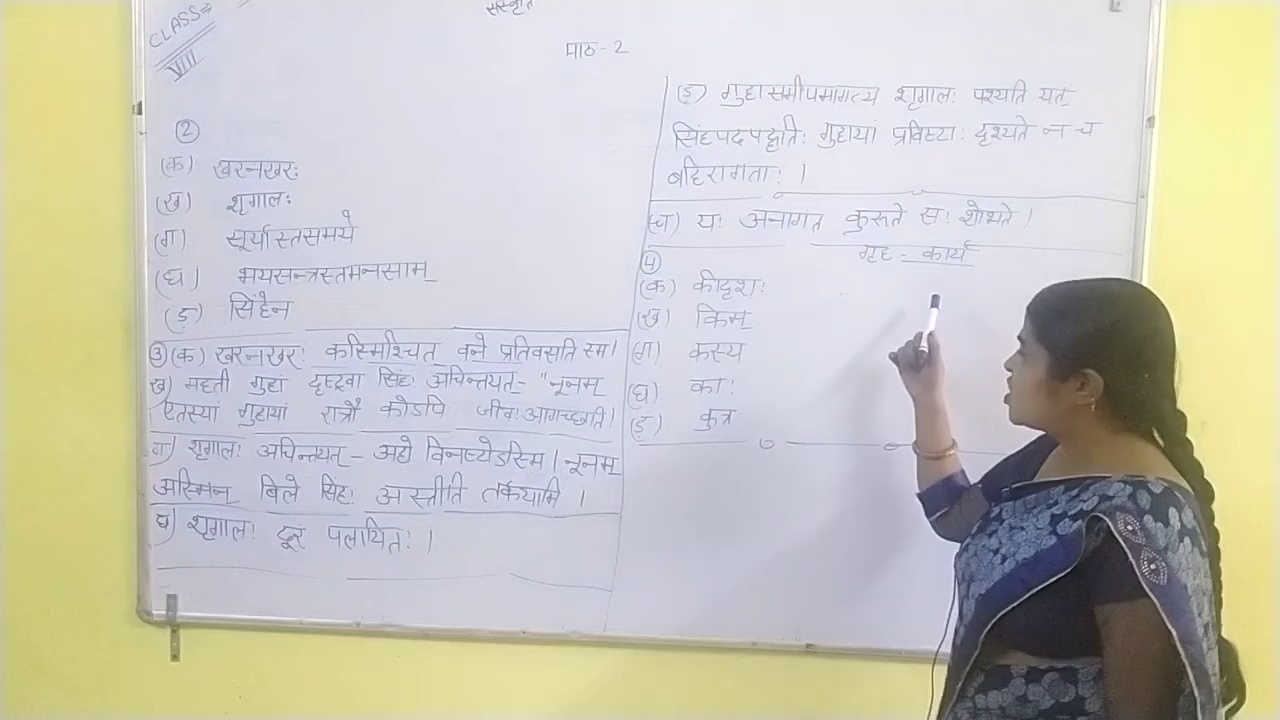 CLASS⇒
VIII
संस्कृत
पाठ-2
②
(क) खरनखरः
(ख) शृगालः
(ग) सूर्यास्तसमये
(घ) भयसन्त्रस्तमनसाम्
(ङ) सिंहेन
③(क) खरनखरः कस्मिंश्चित् वने प्रतिवसति स्म।
ख) महती गुहा दृष्ट्वा सिंहः अचिन्तयत्- "नूनम्
एतस्यां गुहायां रात्रौ कोऽपि जीवः आगच्छति।
ग) शृगालः अचिन्तयत् - अहो विनष्टोऽस्मि। नूनम्
अस्मिन् बिले सिंहः अस्तीति तर्कयामि ।
घ) शृगालः दूरं पलायितः ।
(ङ) गुहासमीपमागत्य शृगालः पश्यति यत्
सिंहपदपद्धतिः गुहायां प्रविष्टाः दृश्यते न च
बहिरागताः ।
(च) यः अनागत कुरुते सः शोभते।
गृह - कार्य
④
(क) कीदृशः
(ख) किम्
(ग) कस्य
(घ) काः
(ङ) कुत्र